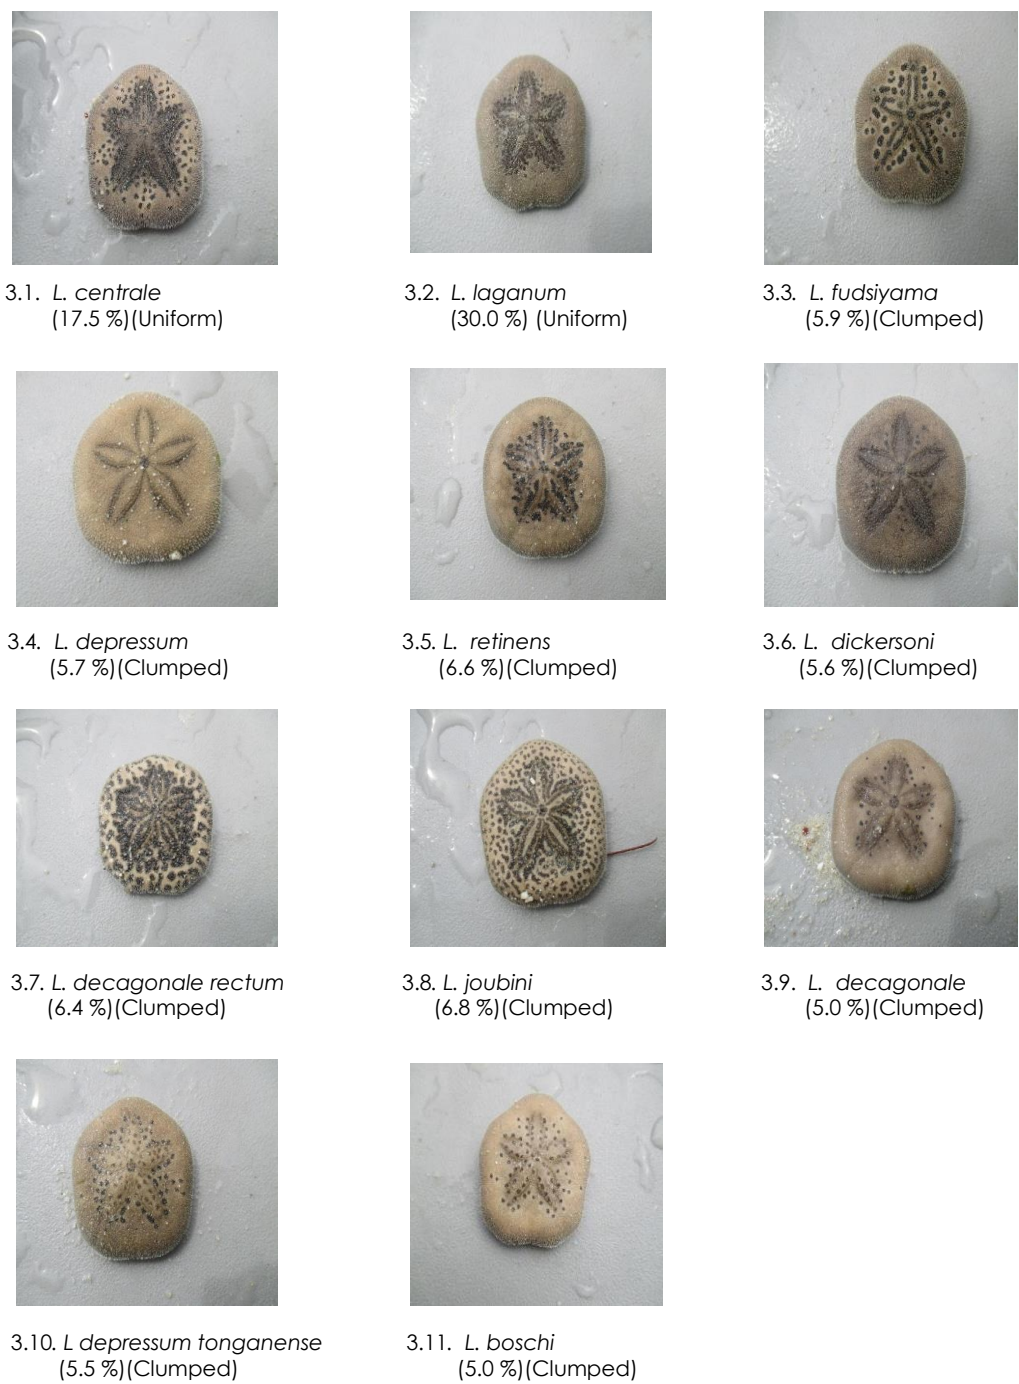 3.1. L. centrale
(17.5 %)(Uniform)
3.2. L. laganum
(30.0 %) (Uniform)
3.3. L. fudsiyama
(5.9 %)(Clumped)
3.4. L. depressum
(5.7 %)(Clumped)
3.5. L. retinens
(6.6 %)(Clumped)
3.6. L. dickersoni
(5.6 %)(Clumped)
3.7. L. decagonale rectum
(6.4 %)(Clumped)
3.8. L. joubini
(6.8 %)(Clumped)
3.9. L. decagonale
(5.0 %)(Clumped)
3.10. L depressum tonganense
(5.5 %)(Clumped)
3.11. L. boschi
(5.0 %)(Clumped)